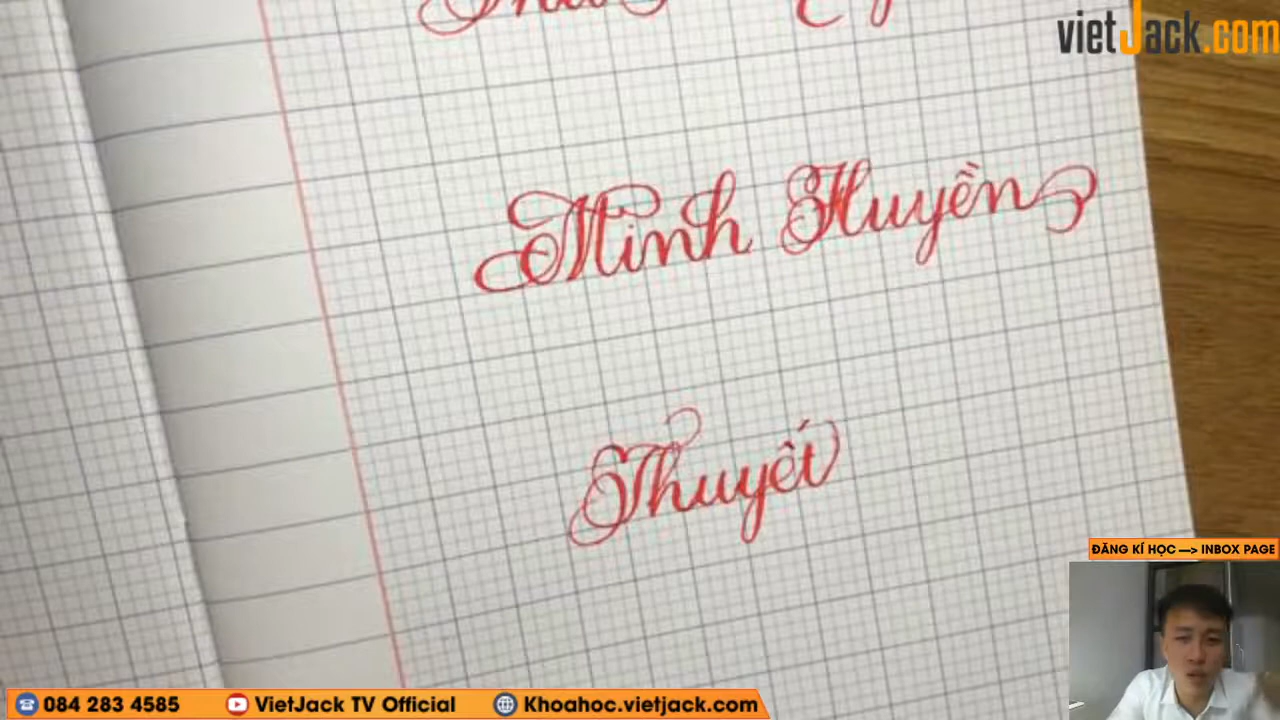 vietJack.com
Minh Huyền
Thuyết
ĐĂNG KÍ HỌC —> INBOX PAGE
084 283 4585
VietJack TV Official
Khoahoc.vietjack.com